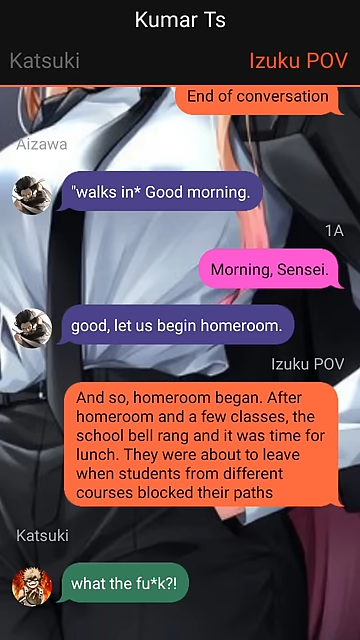 Kumar Ts
Katsuki
Izuku POV
End of conversation
Aizawa
"walks in* Good morning.
1A
Morning, Sensei.
good, let us begin homeroom.
Izuku POV
And so, homeroom began. After
homeroom and a few classes, the
school bell rang and it was time for
lunch. They were about to leave
when students from different
courses blocked their paths
Katsuki
what the fu*k?!